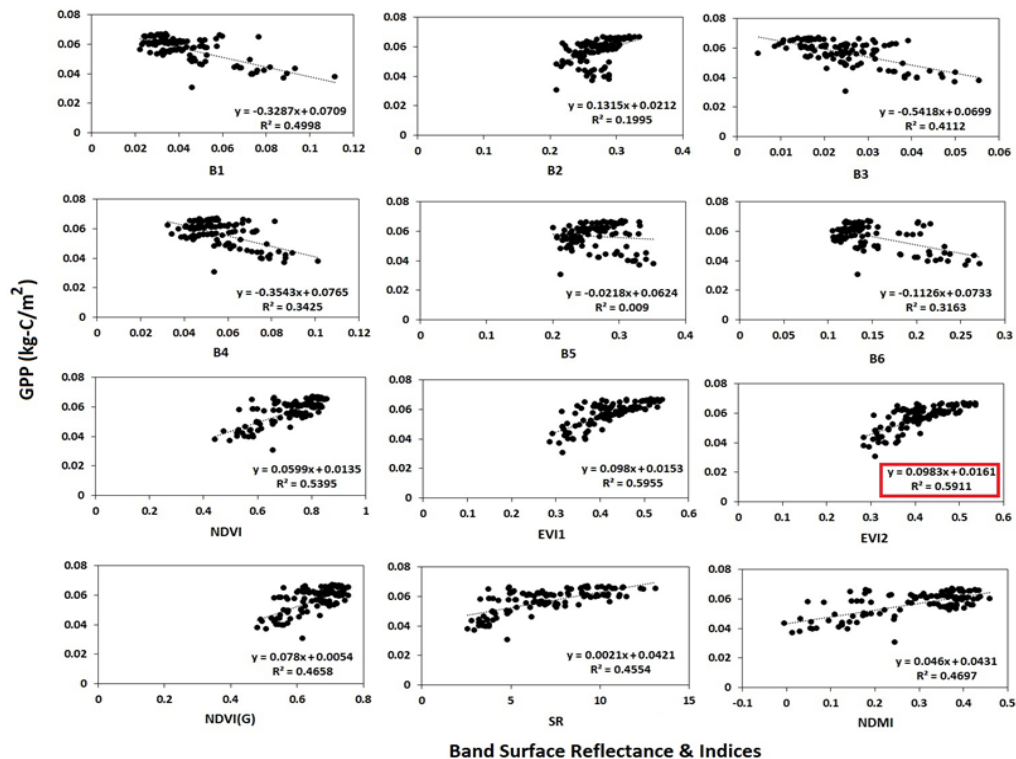 0.08 0.08 0.08
0.06 0.06 0.06
0.04 0.04 0.04
0.02 0.02 0.02
y = -0.3287x+0.0709 y = 0.1315x+0.0212 y = -0.5418x+0.0699
R² = 0.4998 R² = 0.1995 R² = 0.4112
0 0 0
0 0.02 0.04 0.06 0.08 0.1 0.12 0 0.1 0.2 0.3 0.4 0 0.01 0.02 0.03 0.04 0.05 0.06
B1 B2 B3
0.08 0.08 0.08
0.06 0.06 0.06
0.04 0.04 0.04
0.02 0.02 0.02
y = -0.3543x+0.0765 y = -0.0218x+0.0624 y = -0.1126x+0.0733
R² = 0.3425 R² = 0.009 R² = 0.3163
0 0 0
0 0.02 0.04 0.06 0.08 0.1 0.12 0 0.1 0.2 0.3 0.4 0 0.05 0.1 0.15 0.2 0.25 0.3
B4 B5 B6
GPP (kg-C/m²)
0.08 0.08 0.08
0.06 0.06 0.06
0.04 0.04 0.04
0.02 0.02 0.02
y = 0.0599x+0.0135 y = 0.098x+0.0153 y = 0.0983x+0.0161
R² = 0.5395 R² = 0.5955 R² = 0.5911
0 0 0
0 0.2 0.4 0.6 0.8 1 0 0.1 0.2 0.3 0.4 0.5 0.6 0 0.1 0.2 0.3 0.4 0.5 0.6
NDVI EVI1 EVI2
0.08 0.08 0.08
0.06 0.06 0.06
0.04 0.04 0.04
0.02 0.02 0.02
y = 0.078x+0.0054 y = 0.0021x+0.0421 y = 0.046x+0.0431
R² = 0.4658 R² = 0.4554 R² = 0.4697
0 0 0
0 0.2 0.4 0.6 0.8 0 5 10 15 -0.1 0 0.1 0.2 0.3 0.4 0.5
NDVI(G) SR NDMI
Band Surface Reflectance & Indices